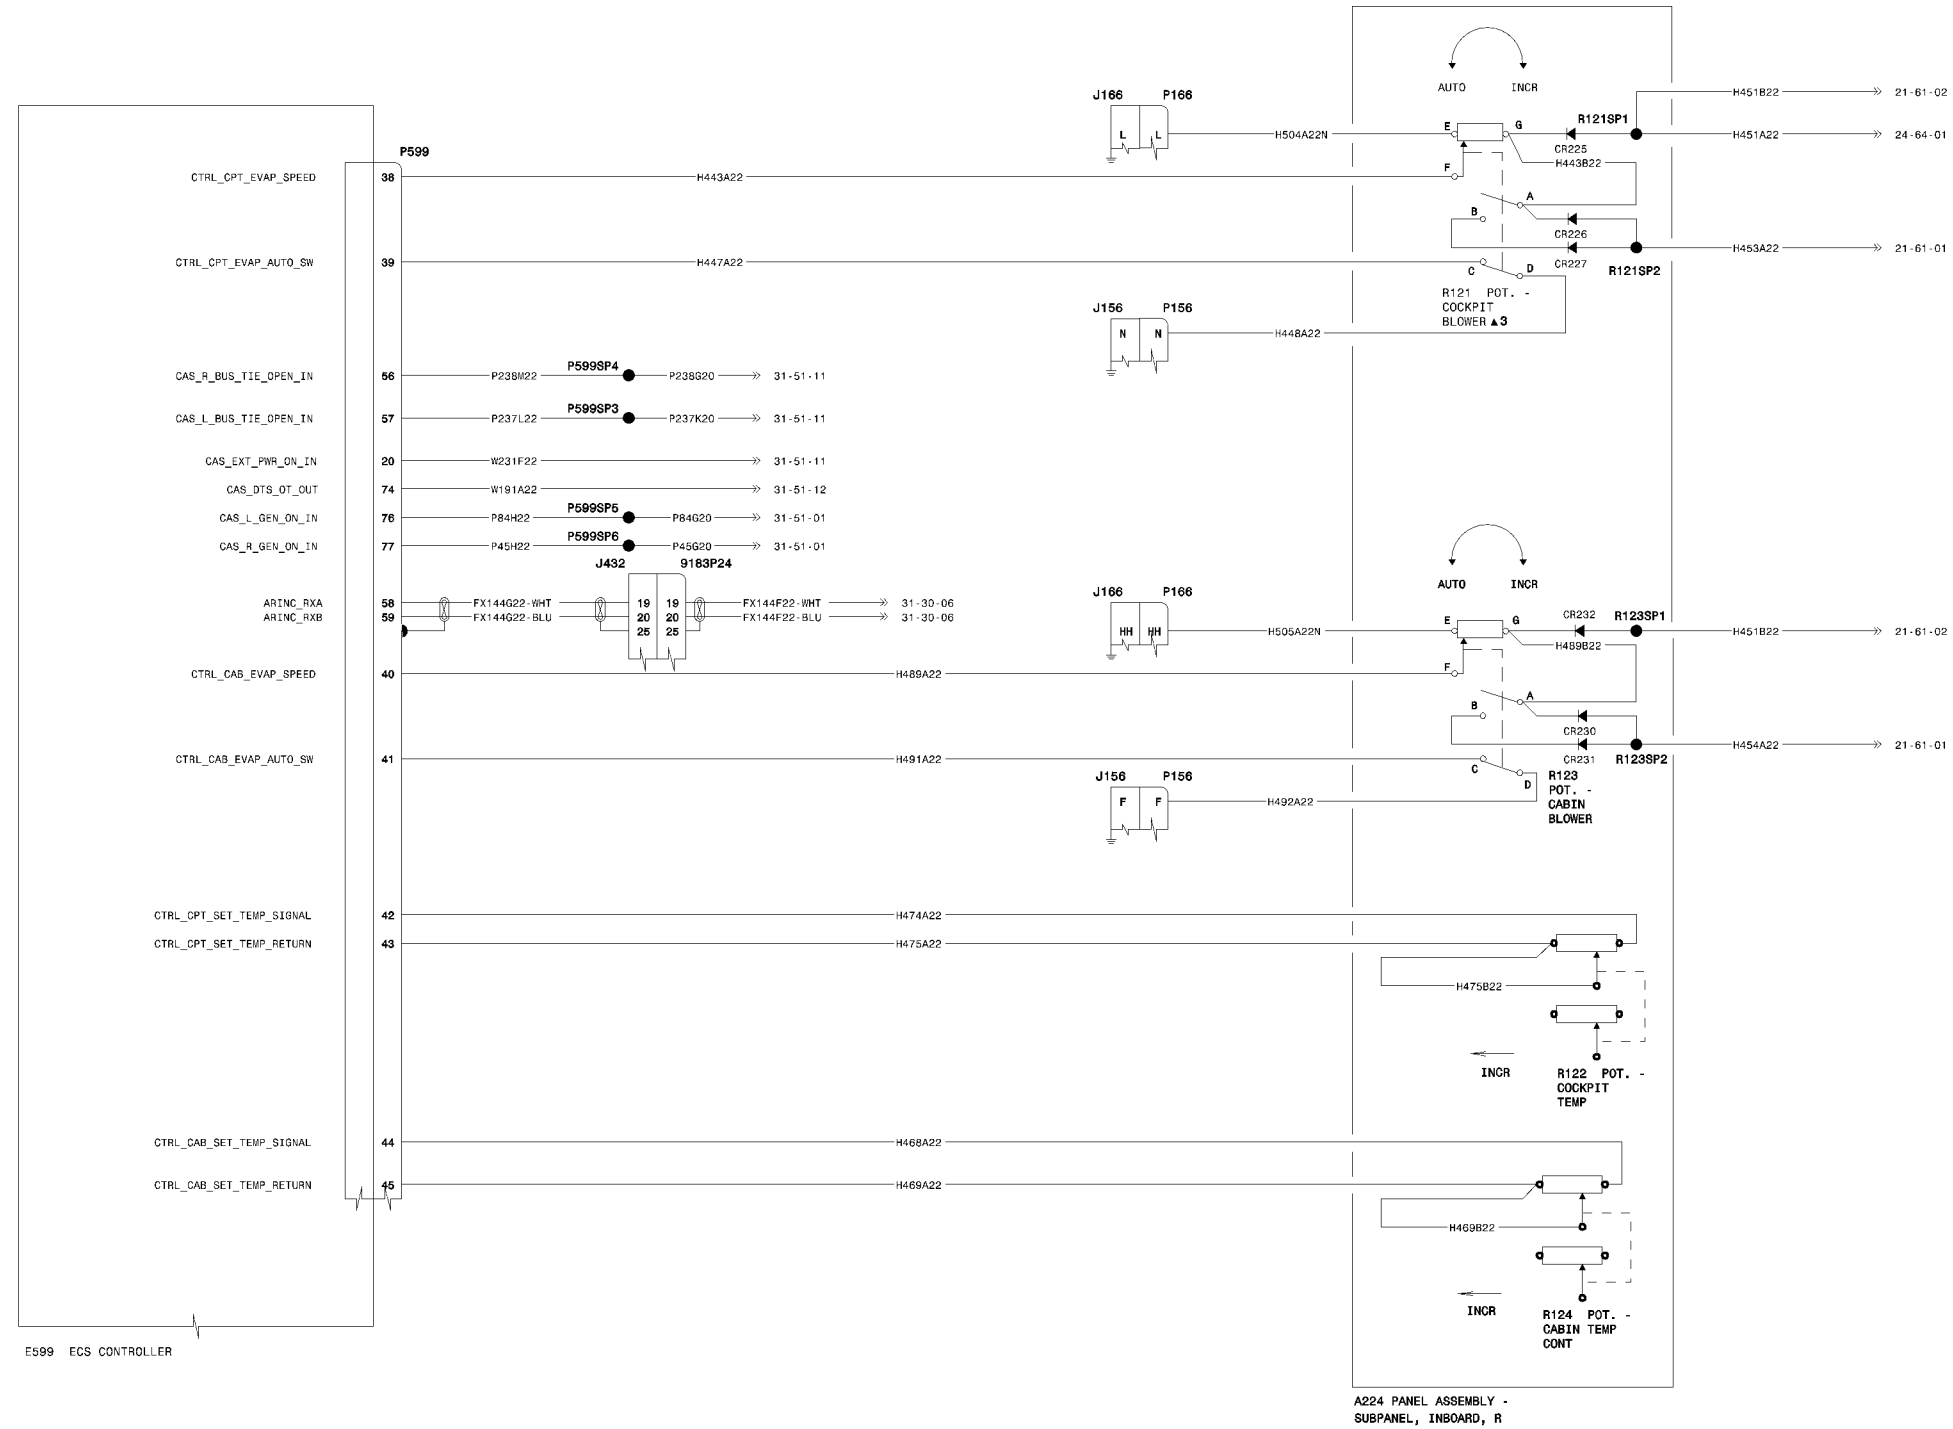 AUTO INCR
J166 P166
H451B22 21-61-02
R121SP1
L L H504A22N E G H451A22 24-64-01
CR225
P599
H443B22
CTRL_CPT_EVAP_SPEED 38 H443A22 F
A
B
CR226
H453A22 21-61-01
CTRL_CPT_EVAP_AUTO_SW 39 H447A22 C D CR227 R121SP2
R121 POT. -
COCKPIT
BLOWER ▲3
J156 P156
N N H448A22
P599SP4
CAS_R_BUS_TIE_OPEN_IN 56 P238M22 P238G20 31-51-11
P599SP3
CAS_L_BUS_TIE_OPEN_IN 57 P237L22 P237K20 31-51-11
CAS_EXT_PWR_ON_IN 20 W231F22 31-51-11
CAS_DTS_OT_OUT 74 W191A22 31-51-12
P599SP5
CAS_L_GEN_ON_IN 76 P84H22 P84G20 31-51-01
P599SP6
CAS_R_GEN_ON_IN 77 P45H22 P45G20 31-51-01
J432 9183P24
AUTO INCR
J166 P166
ARINC_RXA 58 FX144G22-WHT 19 19 FX144F22-WHT 31-30-06
ARINC_RXB 59 FX144G22-BLU 20 20 FX144F22-BLU 31-30-06
25 25
CR232 R123SP1
HH HH H505A22N E G H451B22 21-61-02
H489B22
CTRL_CAB_EVAP_SPEED 40 H489A22 F
A
B
CR230
H454A22 21-61-01
CTRL_CAB_EVAP_AUTO_SW 41 H491A22 C D CR231 R123SP2
R123
POT. -
CABIN
BLOWER
J156 P156
F F H492A22
CTRL_CPT_SET_TEMP_SIGNAL 42 H474A22
CTRL_CPT_SET_TEMP_RETURN 43 H475A22
H475B22
INCR
R122 POT. -
COCKPIT
TEMP
CTRL_CAB_SET_TEMP_SIGNAL 44 H468A22
CTRL_CAB_SET_TEMP_RETURN 45 H469A22
H469B22
INCR
R124 POT. -
CABIN TEMP
CONT
E599 ECS CONTROLLER
A224 PANEL ASSEMBLY -
SUBPANEL, INBOARD, R